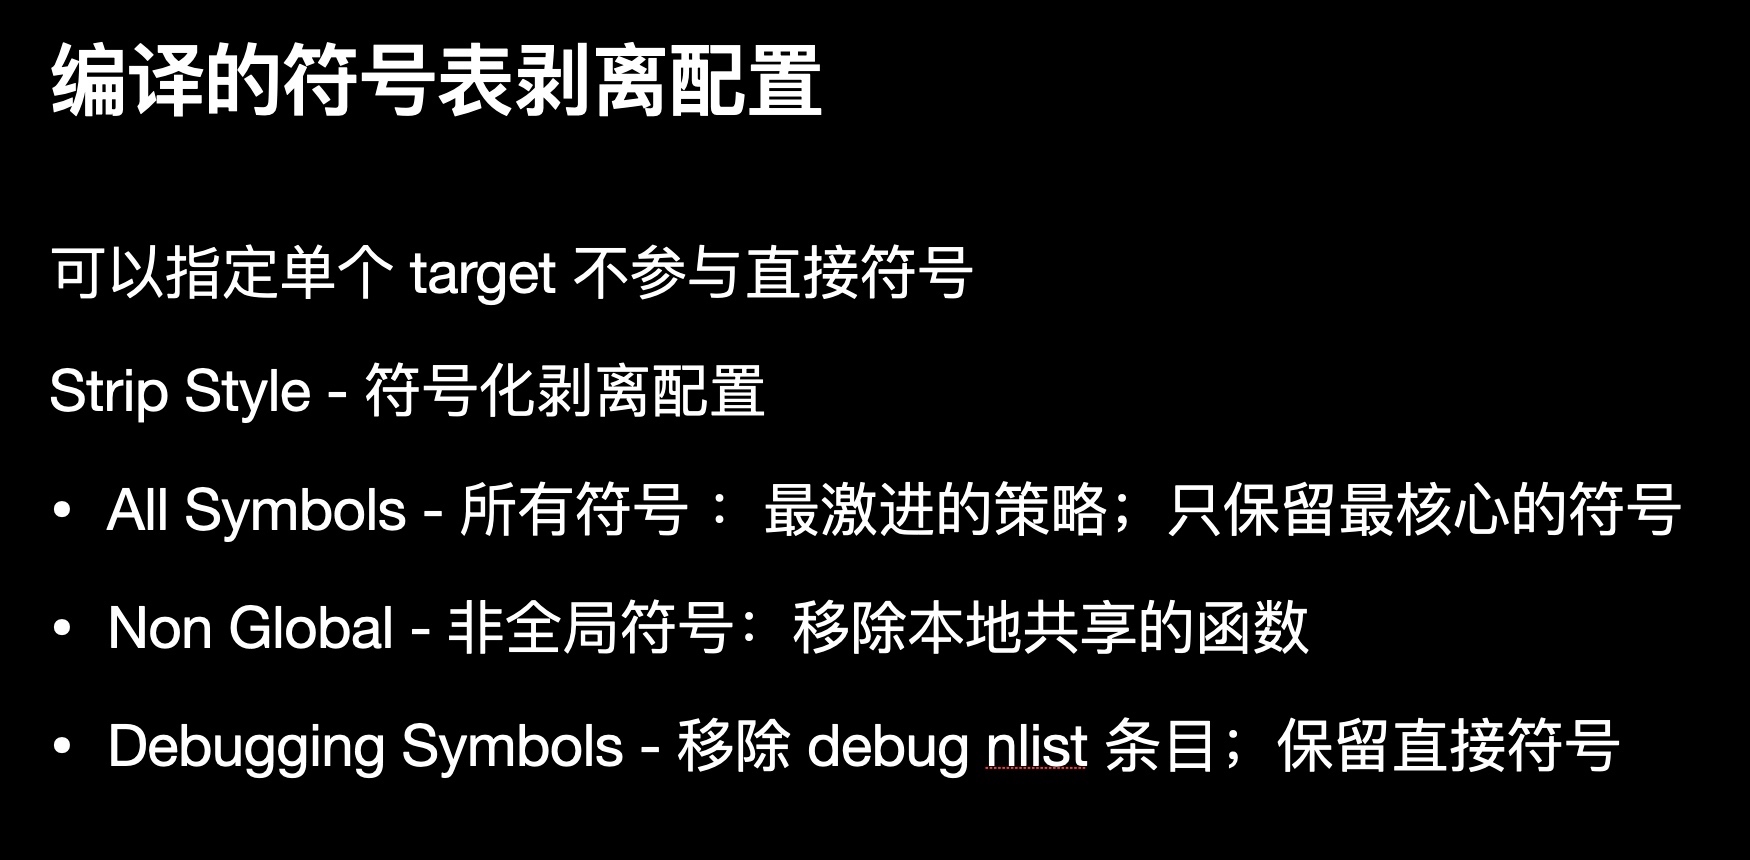 编译的符号表剥离配置
可以指定单个 target 不参与直接符号
Strip Style - 符号化剥离配置
• All Symbols - 所有符号 ：最激进的策略；只保留最核心的符号
• Non Global - 非全局符号：移除本地共享的函数
• Debugging Symbols - 移除 debug nlist 条目；保留直接符号